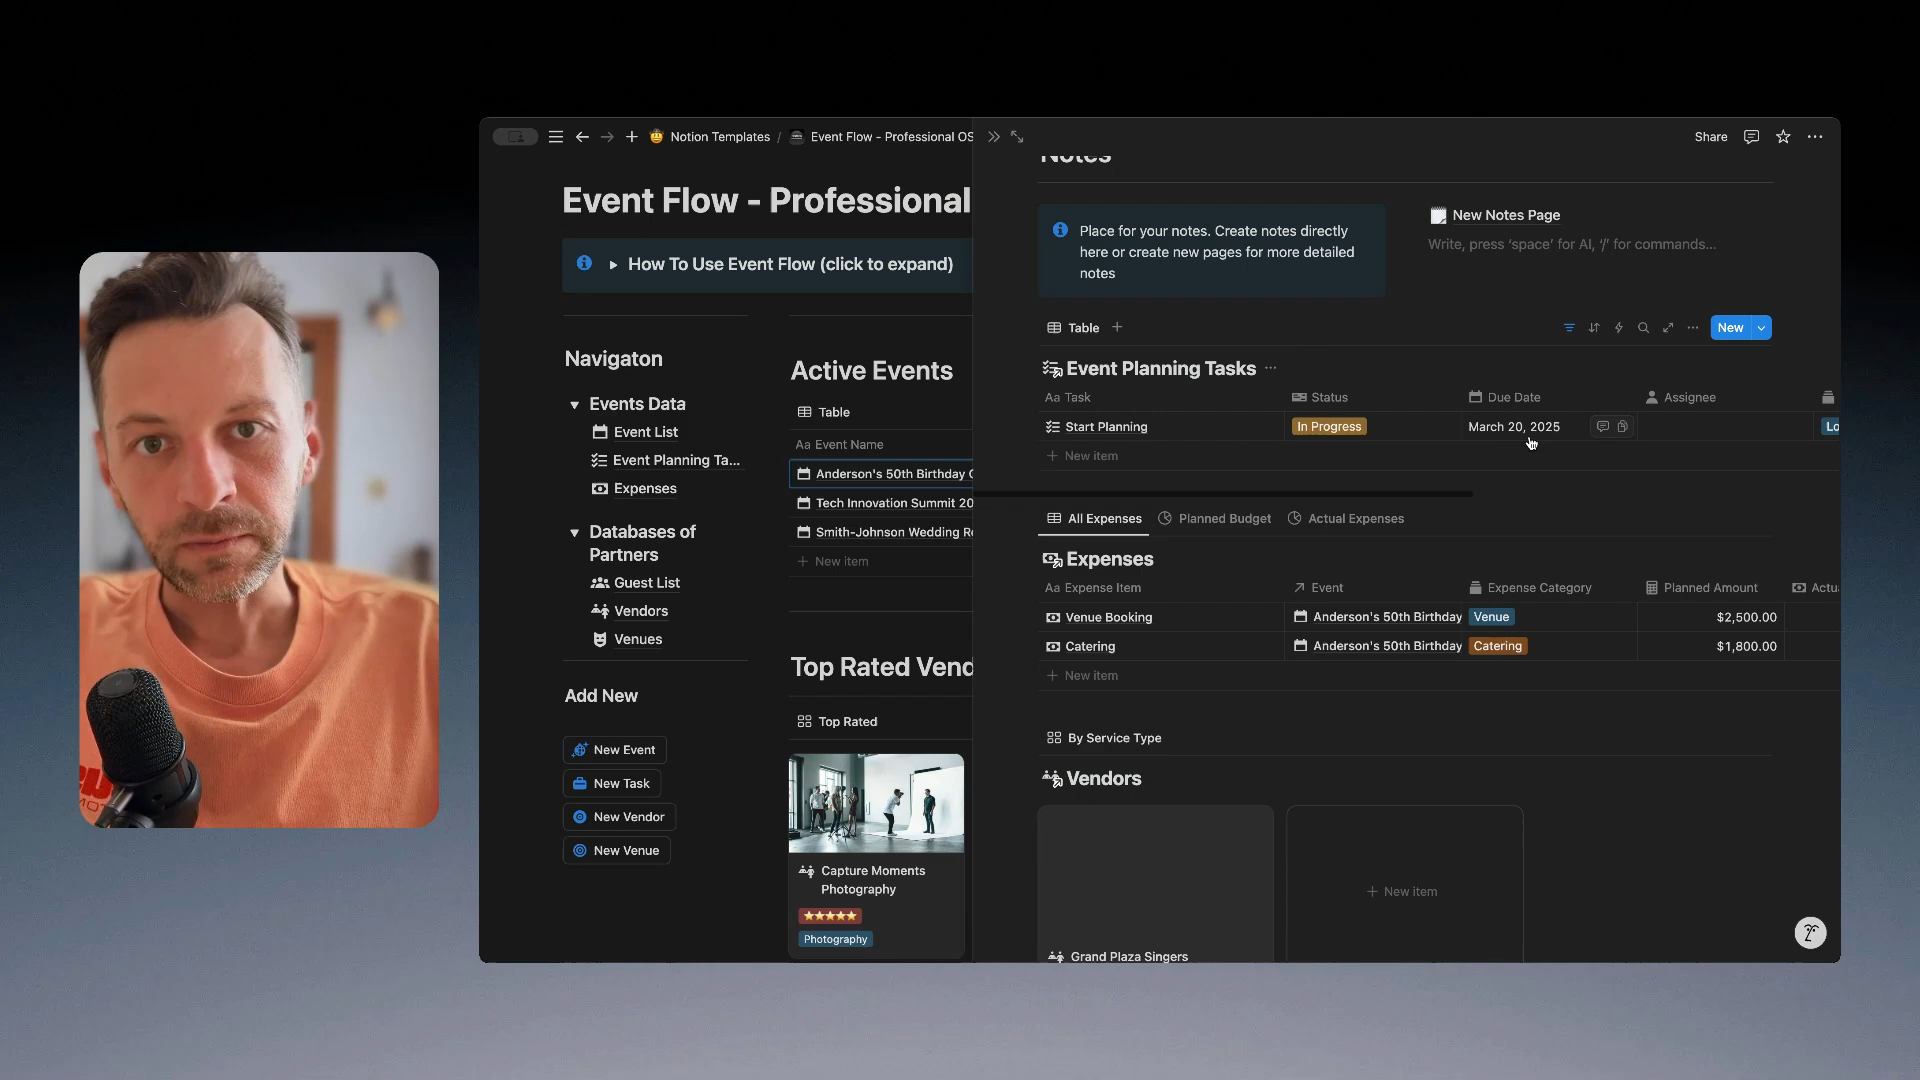 Notion Templates / Event Flow - Professional OS
Event Flow - Professional
How To Use Event Flow (click to expand)
Navigaton
Events Data
Event List
Event Planning Ta...
Expenses
Databases of
Partners
Guest List
Vendors
Venues
Add New
New Event
New Task
New Vendor
New Venue
Active Events
Table
Aa Event Name
Anderson's 50th Birthday
Tech Innovation Summit 20
Smith-Johnson Wedding Re
+ New item
Top Rated Vend
Top Rated
Capture Moments
Photography
Photography
Share
Notes
Place for your notes. Create notes directly
here or create new pages for more detailed
notes
New Notes Page
Write, press ‘space’ for AI, ‘/’ for commands...
Table
New
Event Planning Tasks
Aa Task Status Due Date Assignee
Start Planning In Progress March 20, 2025 Lo
+ New item
All Expenses Planned Budget Actual Expenses
Expenses
Aa Expense Item Event Expense Category Planned Amount Actu
Venue Booking Anderson's 50th Birthday Venue $2,500.00
Catering Anderson's 50th Birthday Catering $1,800.00
+ New item
By Service Type
Vendors
+ New item
Grand Plaza Singers